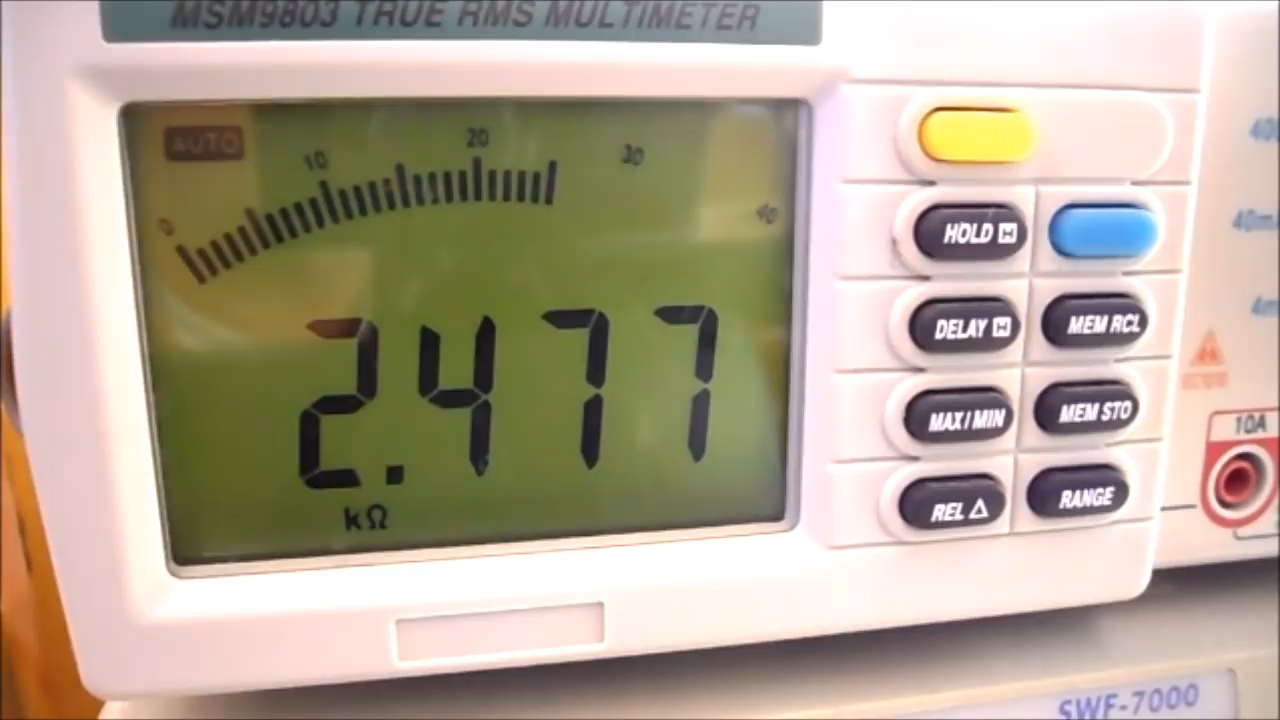 MSM9803 TRUE RMS MULTIMETER
AUTO
0 10 20 30 40
2.477
kΩ
HOLD H
DELAY H
MEM RCL
MAX / MIN
MEM STO
REL △
RANGE
10A
SWF-7000